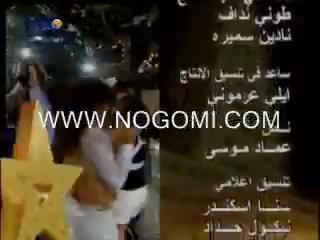 طوني نداف
نادين سميره
ساعد في تنسيق الانتاج
ايلي عرموني
WWW.NOGOMI.COM
عماد موسى
تنسيق اعلامي
سنا اسكندر
نيكول حداد